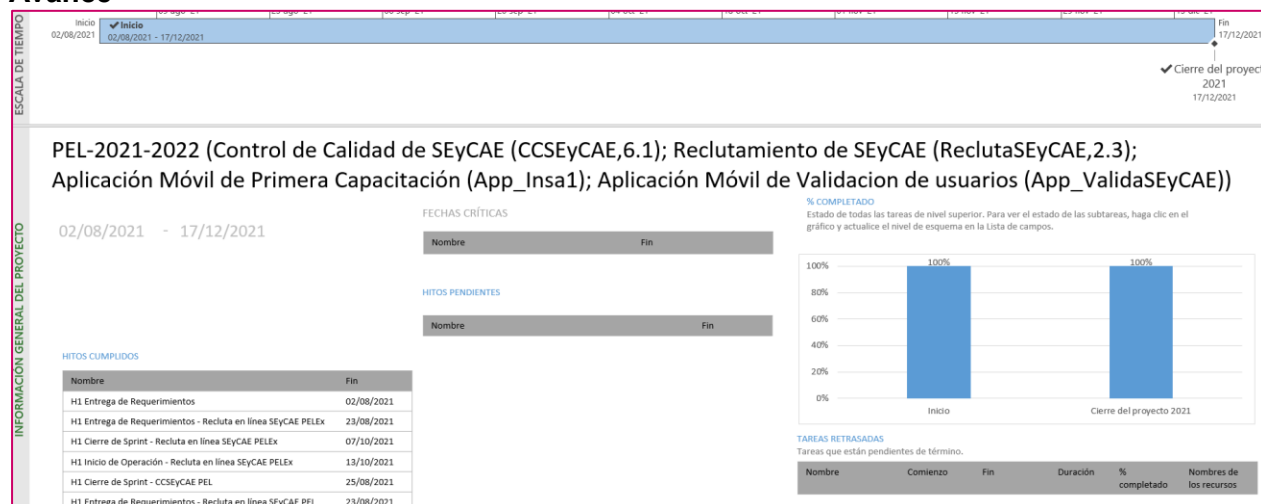 Avance
ESCALA DE TIEMPO
Inicio
02/08/2021
Inicio
02/08/2021 - 17/12/2021
Fin
17/12/2021
Cierre del proyect
2021
17/12/2021
INFORMACIÓN GENERAL DEL PROYECTO
PEL-2021-2022 (Control de Calidad de SEyCAE (CCSEyCAE,6.1); Reclutamiento de SEyCAE (ReclutaSEyCAE,2.3);
Aplicación Móvil de Primera Capacitación (App_Insa1); Aplicación Móvil de Validacion de usuarios (App_ValidaSEyCAE))
02/08/2021 - 17/12/2021
HITOS CUMPLIDOS
Nombre Fin
H1 Entrega de Requerimientos 02/08/2021
H1 Entrega de Requerimientos - Recluta en línea SEyCAE PELEx 23/08/2021
H1 Cierre de Sprint - Recluta en línea SEyCAE PELEx 07/10/2021
H1 Inicio de Operación - Recluta en línea SEyCAE PELEx 13/10/2021
H1 Cierre de Sprint - CCSEyCAE PEL 25/08/2021
H1 Entrega de Requerimientos - Recluta en línea SEyCAE PEL 23/08/2021
FECHAS CRÍTICAS
Nombre Fin
HITOS PENDIENTES
Nombre Fin
% COMPLETADO
Estado de todas las tareas de nivel superior. Para ver el estado de las subtareas, haga clic en el
gráfico y actualice el nivel de esquema en la Lista de campos.
100% 100%
100%
80%
60%
40%
20%
0%
Inicio Cierre del proyecto 2021
TAREAS RETRASADAS
Tareas que están pendientes de término.
Nombre Comienzo Fin Duración % completado Nombres de los recursos